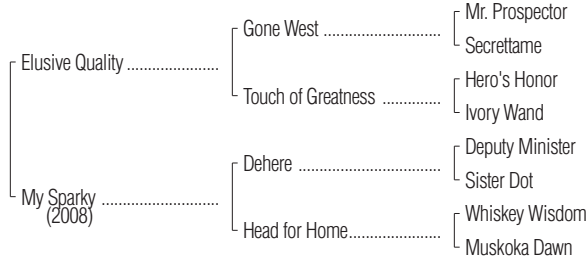 Mr. Prospector
Gone West ........................
Secrettame
Elusive Quality ...................
Hero's Honor
Touch of Greatness ............
Ivory Wand
Deputy Minister
Dehere .............................
Sister Dot
My Sparky ........................
(2008)
Whiskey Wisdom
Head for Home...................
Muskoka Dawn